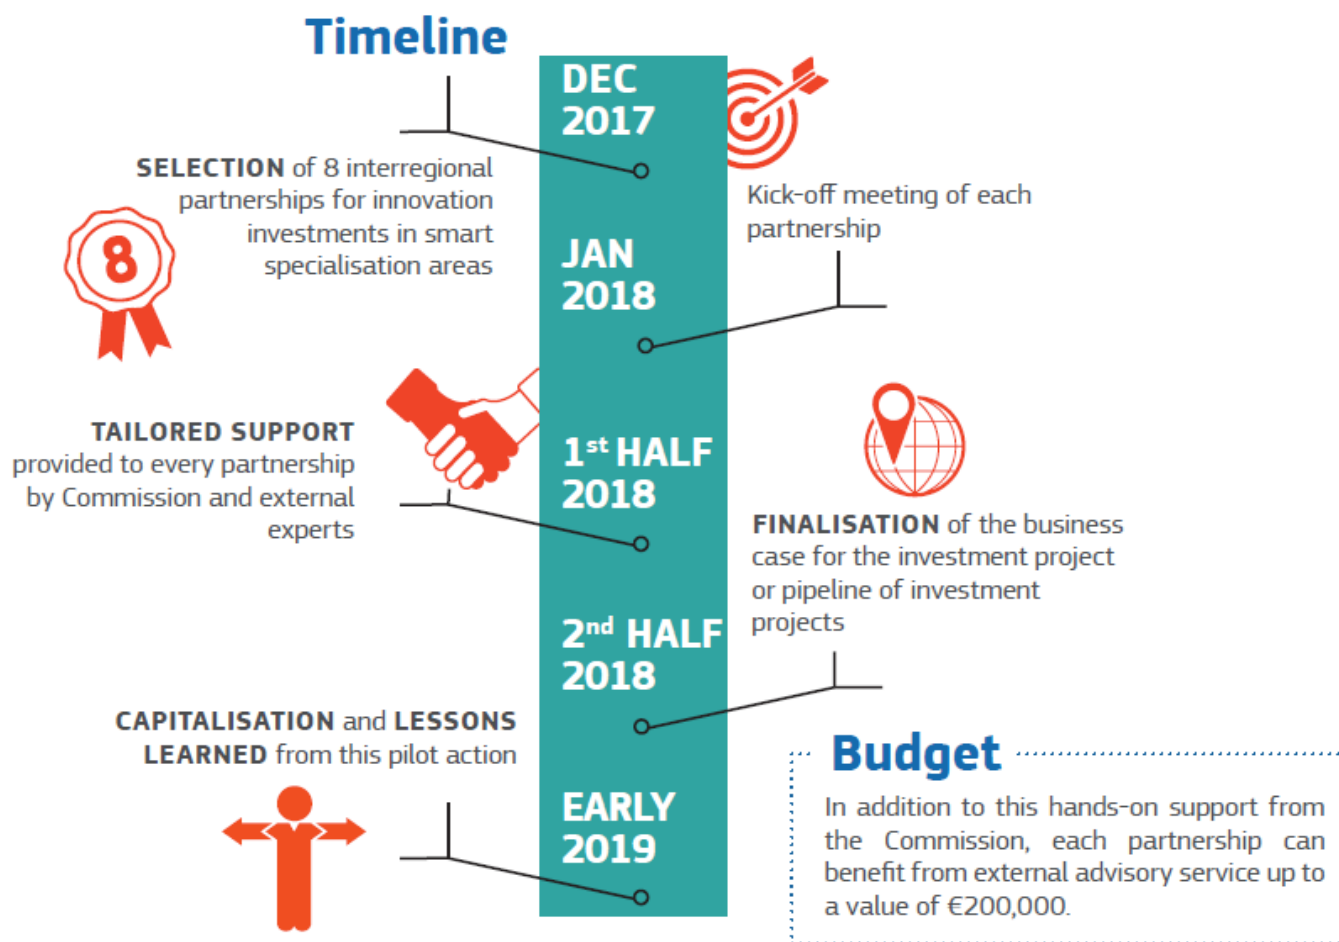 Timeline
DEC
2017
SELECTION of 8 interregional
partnerships for innovation
investments in smart
specialisation areas
8
Kick-off meeting of each
partnership
JAN
2018
TAILORED SUPPORT
provided to every partnership
by Commission and external
experts
1st HALF
2018
FINALISATION of the business
case for the investment project
or pipeline of investment
projects
2nd HALF
2018
CAPITALISATION and LESSONS
LEARNED from this pilot action
EARLY
2019
Budget
In addition to this hands-on support from
the Commission, each partnership can
benefit from external advisory service up to
a value of €200,000.